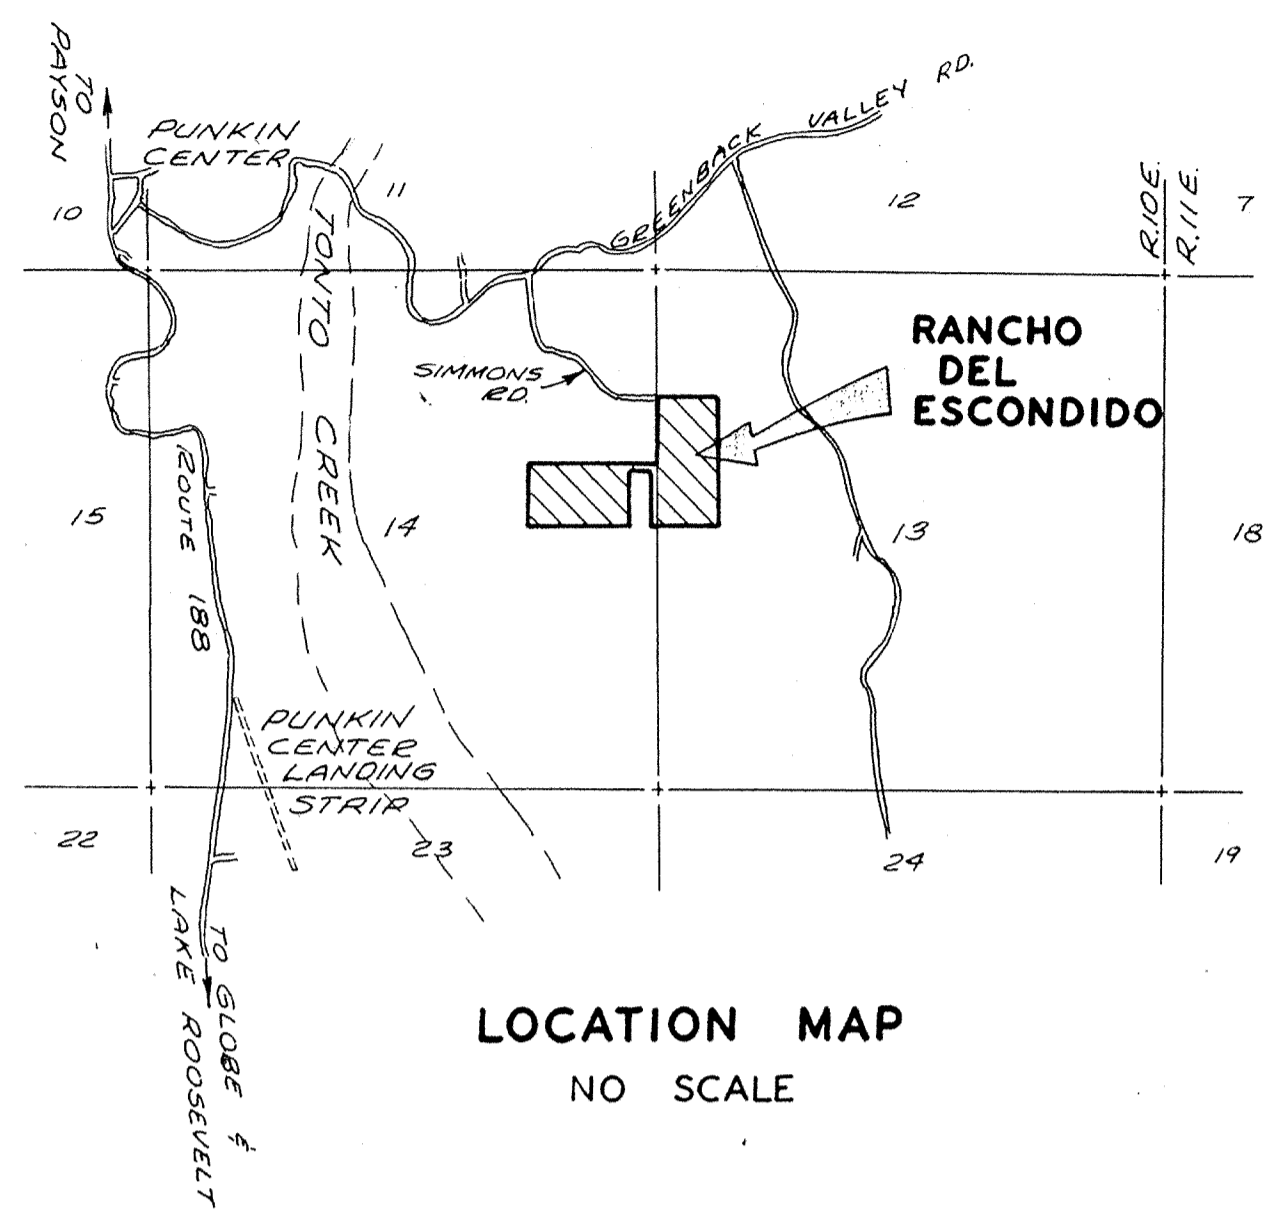 TO
PAYSON
PUNKIN
CENTER
10
11
GREENBACK VALLEY RD.
12
R.10E.
R.11E.
7
TONTO CREEK
SIMMONS
RD.
RANCHO
DEL
ESCONDIDO
15
ROUTE 188
14
13
18
PUNKIN
CENTER
LANDING
STRIP
22
23
24
19
TO GLOBE &
LAKE ROOSEVELT
LOCATION MAP
NO SCALE